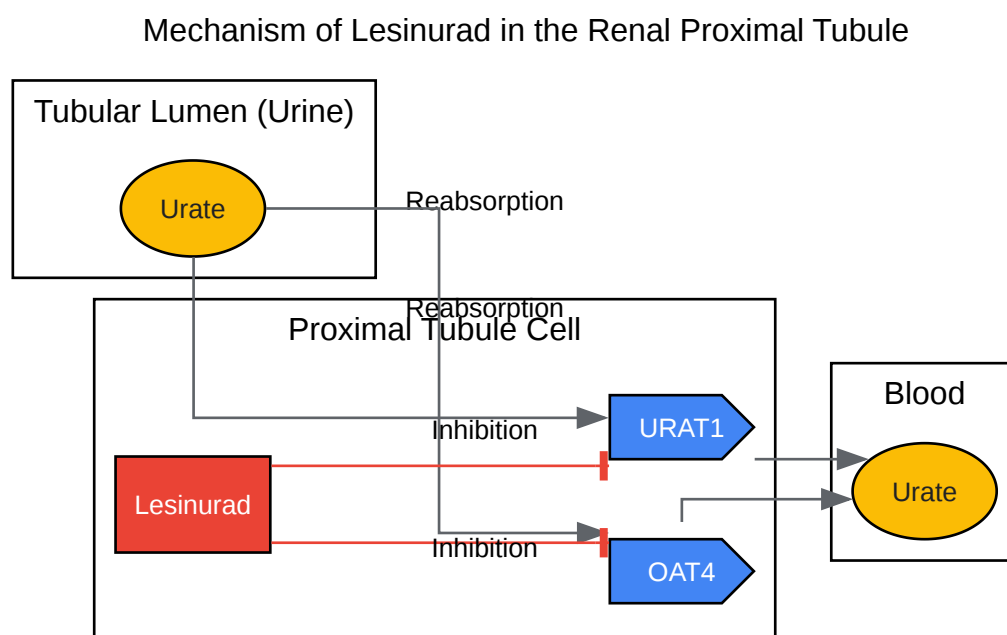 Mechanism of Lesinurad in the Renal Proximal Tubule
Tubular Lumen (Urine)
Urate
Reabsorption
Reabsorption
Proximal Tubule Cell
Blood
URAT1
Inhibition
Lesinurad
Urate
Inhibition
OAT4